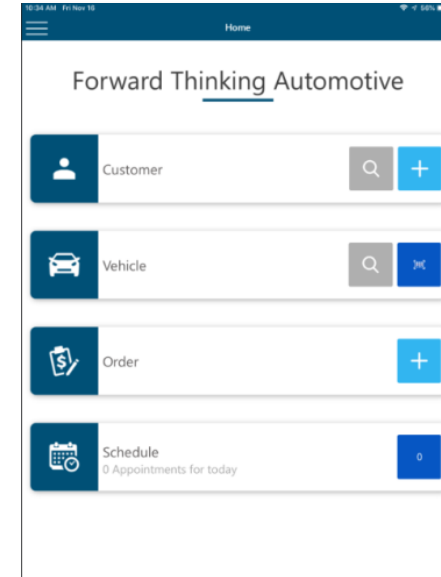 10:34 AM Fri Nov 16
56%
Home
Forward Thinking Automotive
Customer
Vehicle
Order
Schedule
0 Appointments for today
0